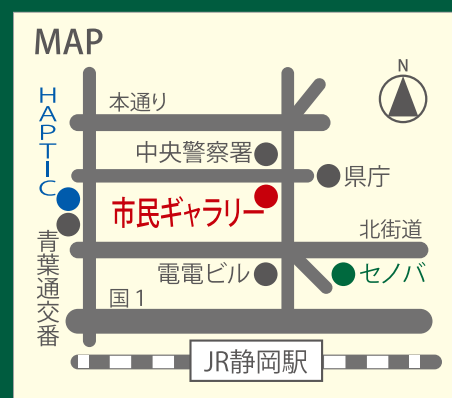 MAP
N
HAPTIC
本通り
中央警察署
県庁
市民ギャラリー
北街道
青葉通交番
電電ビル
セノバ
国1
JR静岡駅